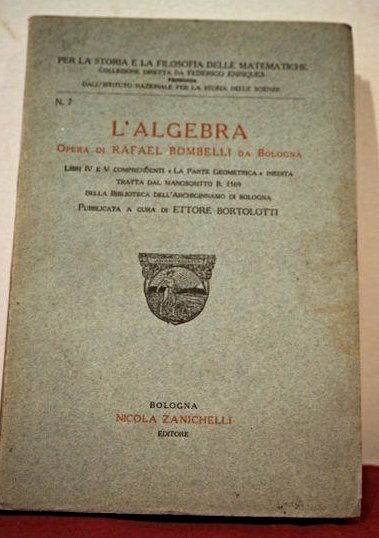 PER LA STORIA E LA FILOSOFIA DELLE MATEMATICHE
COLLEZIONE DIRETTA DA FEDERICO ENRIQUES
PROMOSSA
DALL'ISTITUTO NAZIONALE PER LA STORIA DELLE SCIENZE
N. 7
L'ALGEBRA
OPERA DI RAFAEL BOMBELLI DA BOLOGNA
LIBRI IV E V COMPRENDENTI «LA PARTE GEOMETRICA» INEDITA
TRATTA DAL MANOSCRITTO B. 1569
DELLA BIBLIOTECA DELL'ARCHIGINNASIO DI BOLOGNA
PUBBLICATA A CURA DI ETTORE BORTOLOTTI
BOLOGNA
NICOLA ZANICHELLI
EDITORE